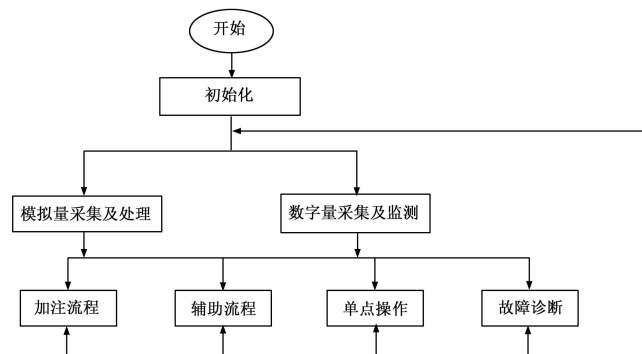 开始
初始化
模拟量采集及处理
数字量采集及监测
加注流程
辅助流程
单点操作
故障诊断